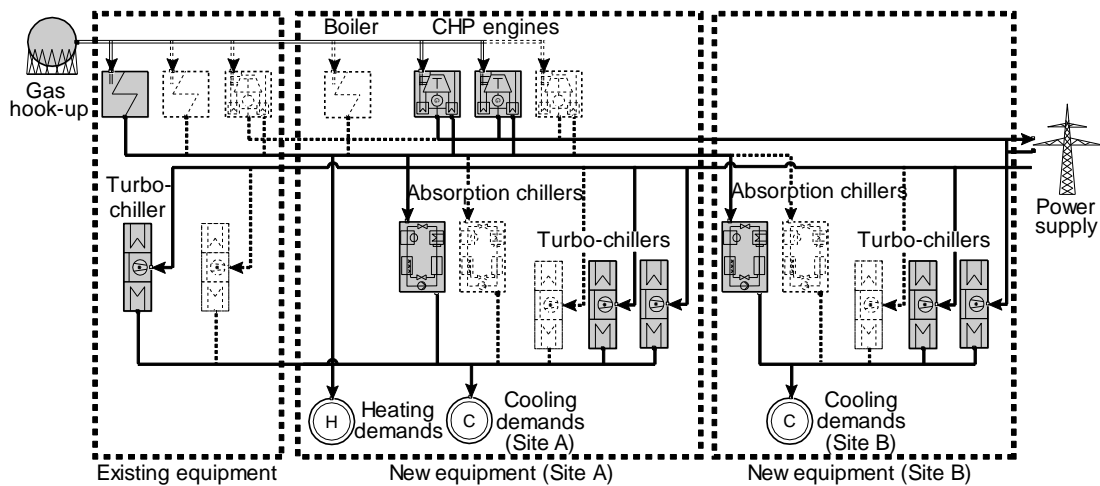 Boiler
CHP engines
Gas
hook-up
Turbo-
chiller
Absorption chillers
Absorption chillers
Power
supply
Turbo-chillers
Turbo-chillers
H
Heating
demands
C
Cooling
demands
(Site A)
C
Cooling
demands
(Site B)
Existing equipment
New equipment (Site A)
New equipment (Site B)